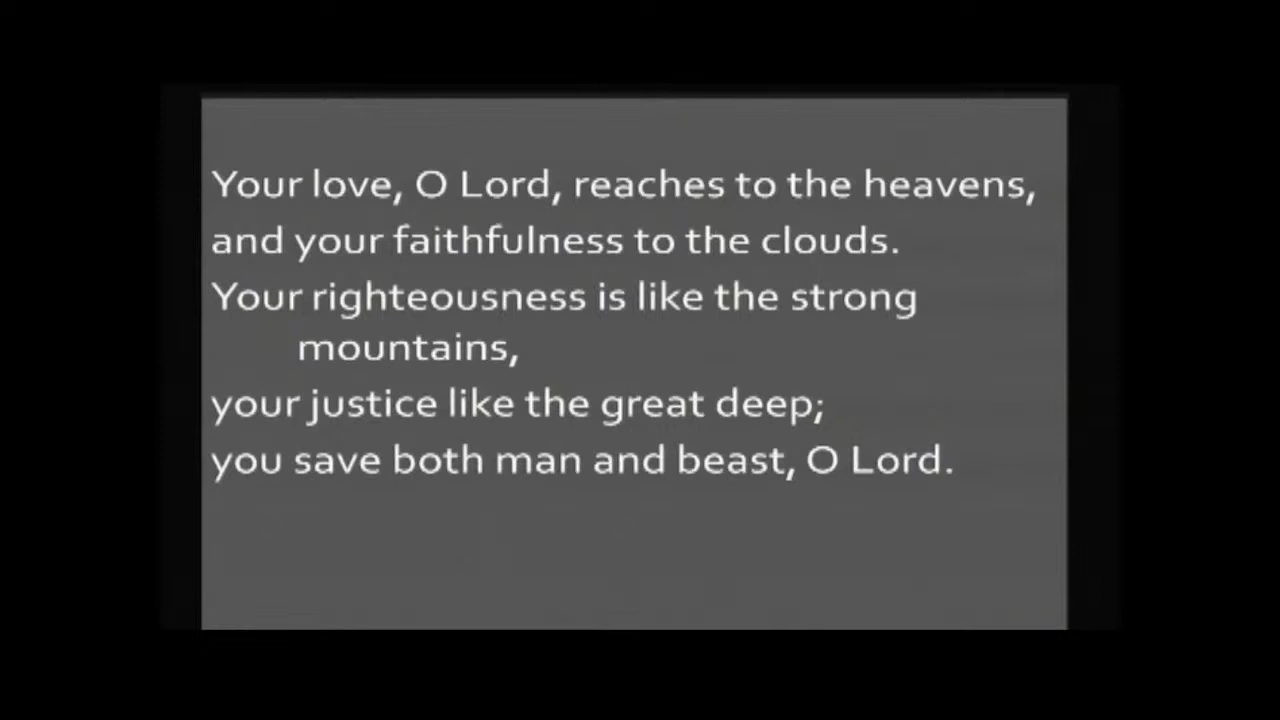 Your love, O Lord, reaches to the heavens,
and your faithfulness to the clouds.
Your righteousness is like the strong
mountains,
your justice like the great deep;
you save both man and beast, O Lord.